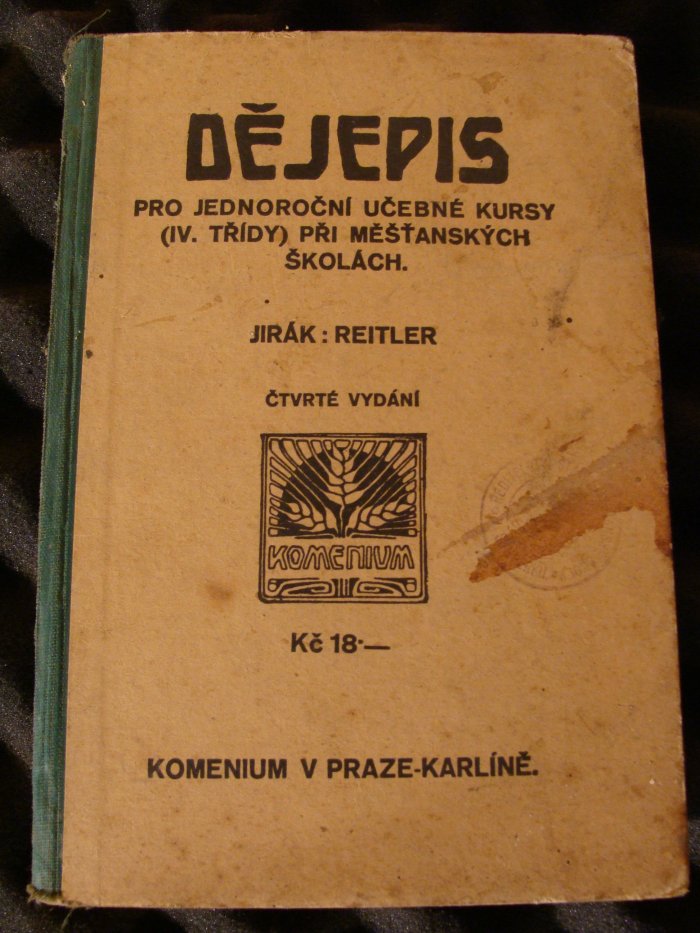 DĚJEPIS
PRO JEDNOROČNÍ UČEBNÉ KURSY
(IV. TŘÍDY) PŘI MĚŠŤANSKÝCH
ŠKOLÁCH.
JIRÁK : REITLER
ČTVRTÉ VYDÁNÍ
KOMENIUM
Kč 18·—
KOMENIUM V PRAZE-KARLÍNĚ.